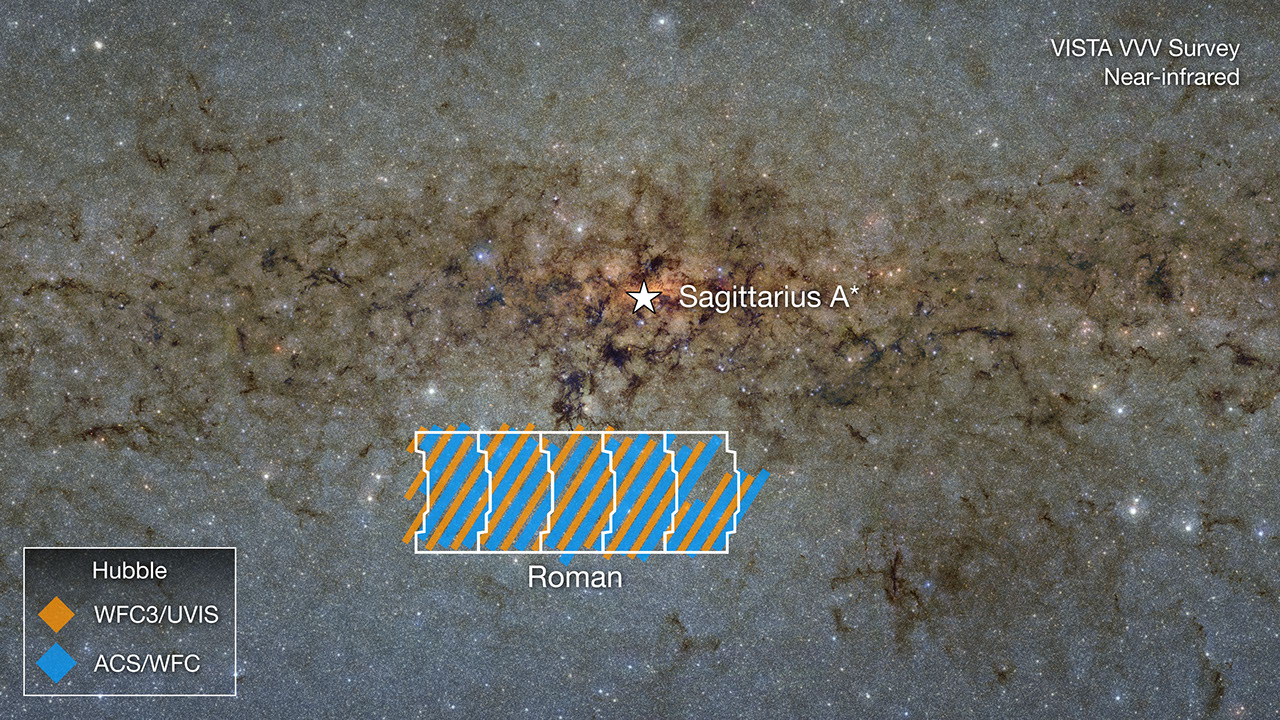 VISTA VVV Survey
Near-infrared
Sagittarius A*
Roman
Hubble
WFC3/UVIS
ACS/WFC